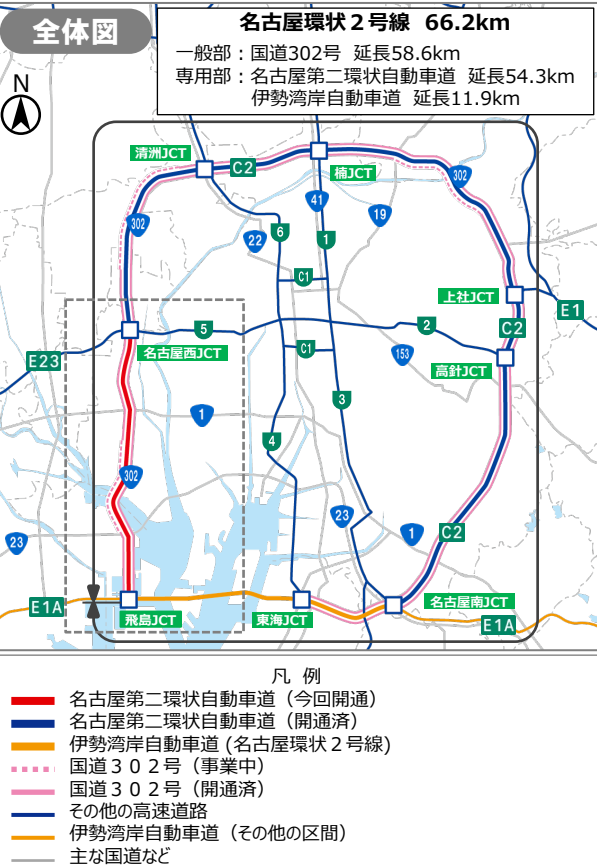 全体図
名古屋環状２号線 66.2km
一般部：国道302号 延長58.6km
専用部：名古屋第二環状自動車道 延長54.3km
伊勢湾岸自動車道 延長11.9km
N
清洲JCT
C2
楠JCT
302
41
19
302
22
6
1
C1
上社JCT
E1
5
2
C2
名古屋西JCT
E23
C1
153
高針JCT
1
3
4
302
23
1
C2
23
E1A
飛島JCT
東海JCT
名古屋南JCT
E1A
凡 例
名古屋第二環状自動車道（今回開通）
名古屋第二環状自動車道（開通済）
伊勢湾岸自動車道 (名古屋環状２号線)
国道３０２号（事業中）
国道３０２号（開通済）
その他の高速道路
伊勢湾岸自動車道（その他の区間）
主な国道など